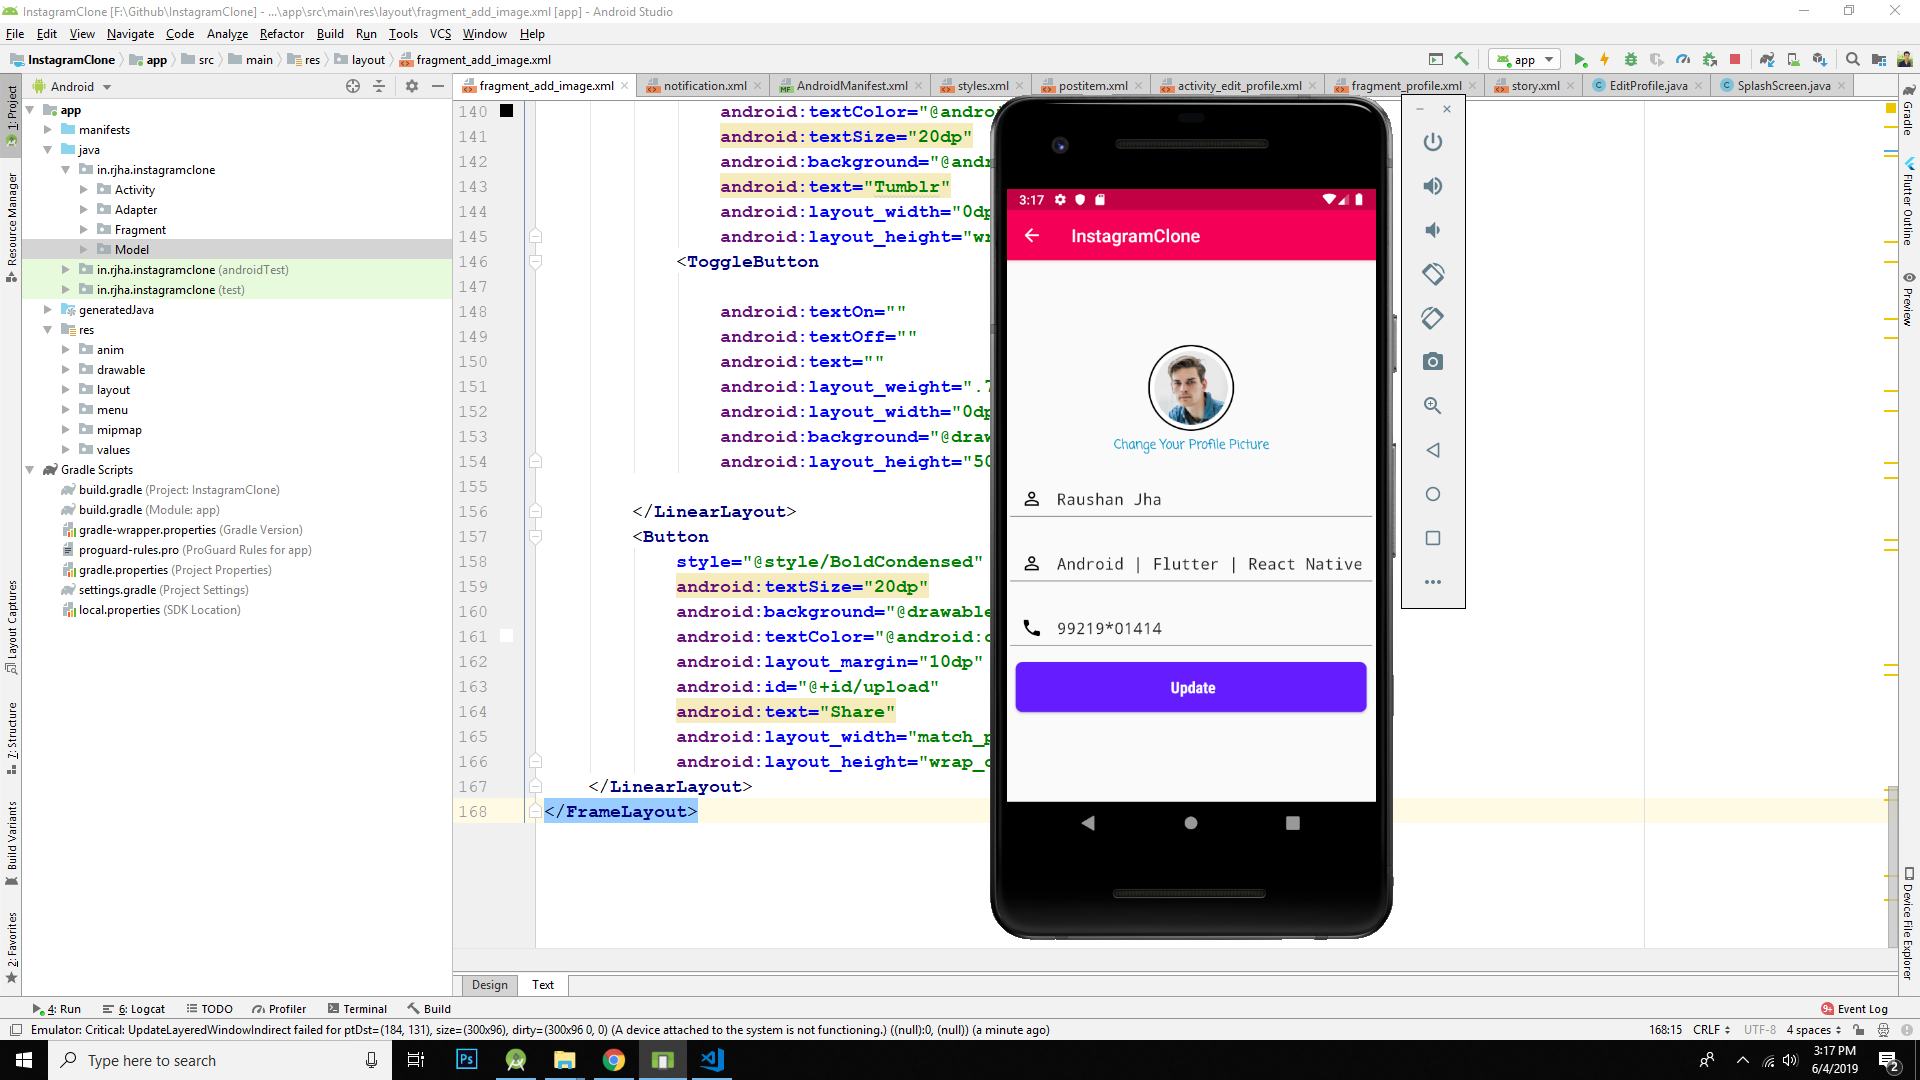 InstagramClone [F:\Github\InstagramClone] - ...\app\src\main\res\layout\fragment_add_image.xml [app] - Android Studio
File Edit View Navigate Code Analyze Refactor Build Run Tools VCS Window Help
InstagramClone app src main res layout fragment_add_image.xml
app
Android
fragment_add_image.xml notification.xml AndroidManifest.xml styles.xml postitem.xml activity_edit_profile.xml fragment_profile.xml story.xml EditProfile.java SplashScreen.java
1: Project
Resource Manager
Layout Captures
7: Structure
Build Variants
2: Favorites
app
manifests
java
in.rjha.instagramclone
Activity
Adapter
Fragment
Model
in.rjha.instagramclone (androidTest)
in.rjha.instagramclone (test)
generatedJava
res
anim
drawable
layout
menu
mipmap
values
Gradle Scripts
build.gradle (Project: InstagramClone)
build.gradle (Module: app)
gradle-wrapper.properties (Gradle Version)
proguard-rules.pro (ProGuard Rules for app)
gradle.properties (Project Properties)
settings.gradle (Project Settings)
local.properties (SDK Location)
140 android:textColor="@andro
141 android:textSize="20dp"
142 android:background="@andr
143 android:text="Tumblr"
144 android:layout_width="0dp
145 android:layout_height="wr
146 <ToggleButton
147
148 android:textOn=""
149 android:textOff=""
150 android:text=""
151 android:layout_weight=".7
152 android:layout_width="0dp
153 android:background="@draw
154 android:layout_height="50
155
156 </LinearLayout>
157 <Button
158 style="@style/BoldCondensed"
159 android:textSize="20dp"
160 android:background="@drawable
161 android:textColor="@android:c
162 android:layout_margin="10dp"
163 android:id="@+id/upload"
164 android:text="Share"
165 android:layout_width="match_p
166 android:layout_height="wrap_c
167 </LinearLayout>
168 </FrameLayout>
3:17
InstagramClone
Change Your Profile Picture
Raushan Jha
Android | Flutter | React Native
99219*01414
Update
Gradle
Flutter Outline
Preview
Device File Explorer
Design Text
4: Run 6: Logcat TODO Profiler Terminal Build Event Log
Emulator: Critical: UpdateLayeredWindowIndirect failed for ptDst=(184, 131), size=(300x96), dirty=(300x96 0, 0) (A device attached to the system is not functioning.) ((null):0, (null)) (a minute ago)
168:15 CRLF UTF-8 4 spaces
Type here to search
Ps
3:17 PM
6/4/2019
2